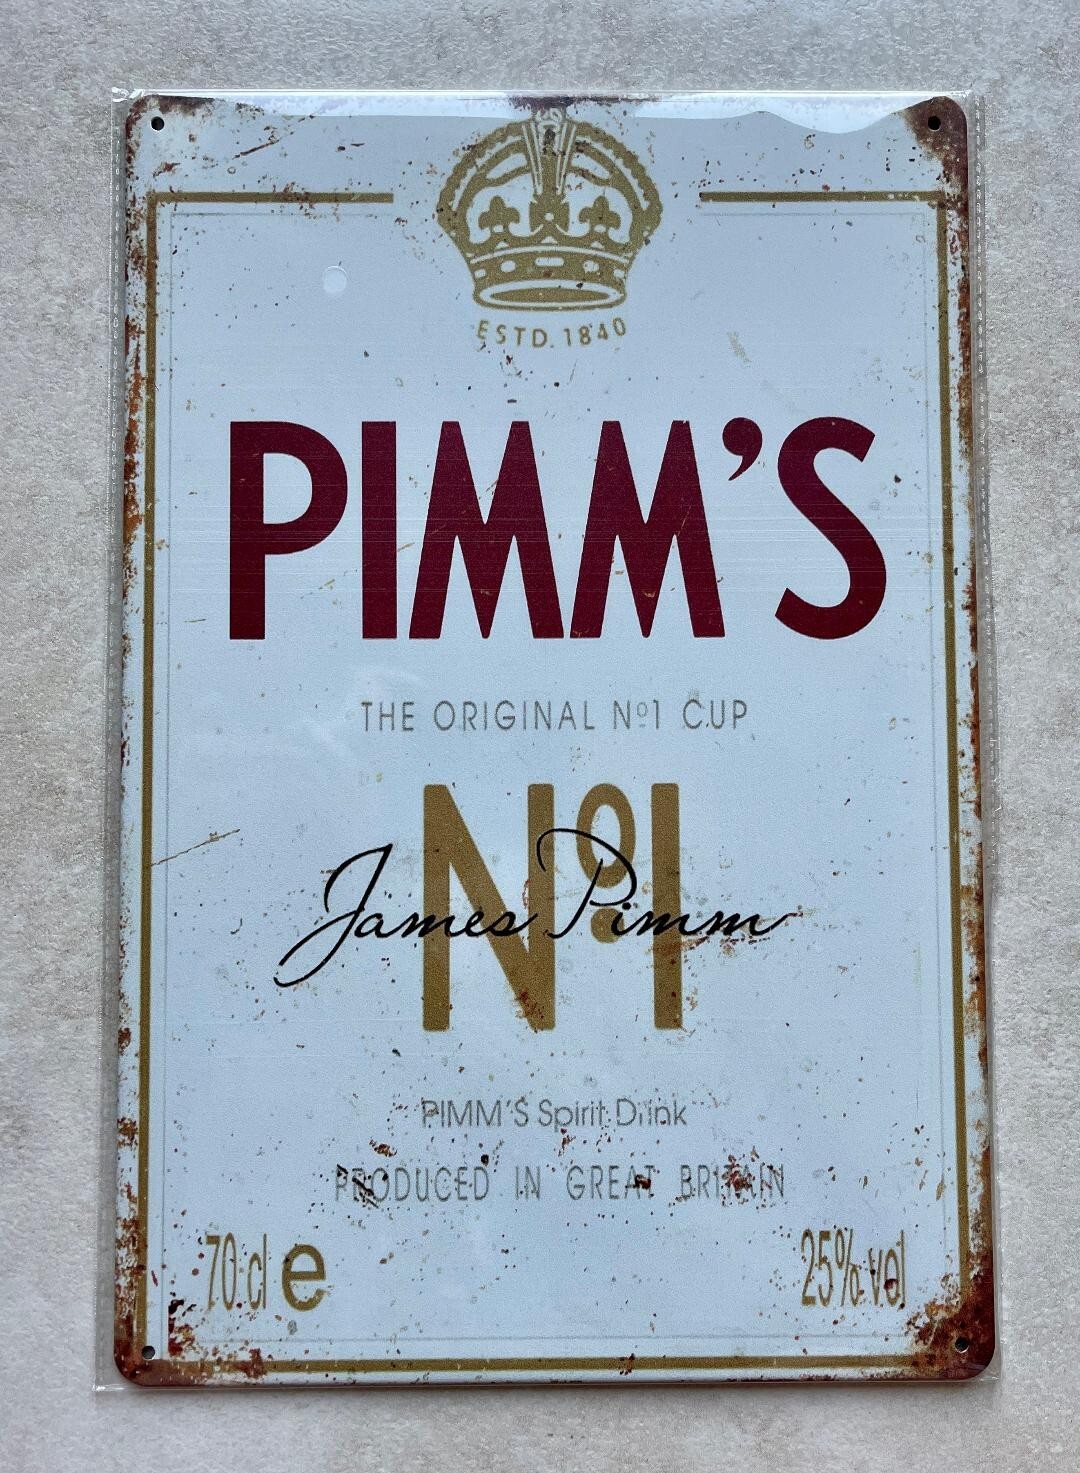 ESTD. 1840
PIMM'S
THE ORIGINAL Nº1 CUP
Nº1
James Pimm
PIMM'S Spirit Drink
PRODUCED IN GREAT BRITAIN
70 cl e 25% vol